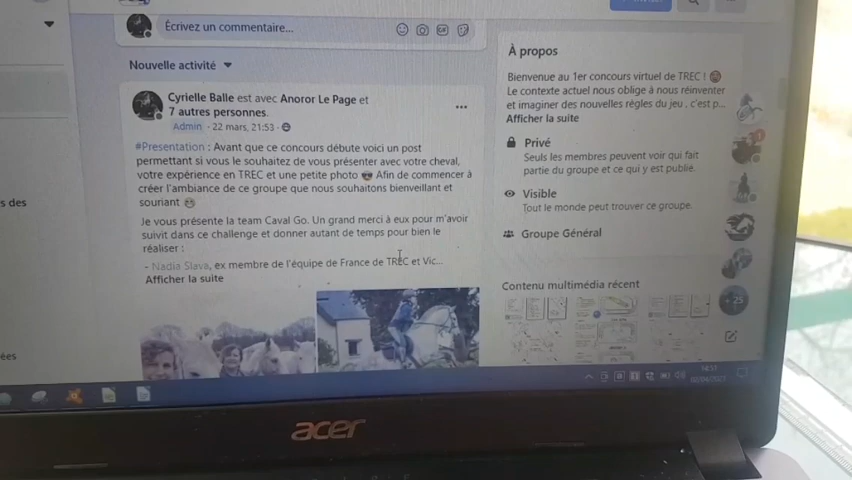 Écrivez un commentaire...
Nouvelle activité
Cyrielle Balle est avec Anoror Le Page et
7 autres personnes.
Admin · 22 mars, 21:53 ·
#Presentation : Avant que ce concours débute voici un post
permettant si vous le souhaitez de vous présenter avec votre cheval,
votre expérience en TREC et une petite photo 😎 Afin de commencer à
créer l'ambiance de ce groupe que nous souhaitons bienveillant et
souriant 😁
Je vous présente la team Caval Go. Un grand merci à eux pour m'avoir
suivit dans ce challenge et donner autant de temps pour bien le
réaliser :
- Nadia Slava, ex membre de l'équipe de France de TREC et Vic...
Afficher la suite
À propos
Bienvenue au 1er concours virtuel de TREC !
Le contexte actuel nous oblige à nous réinventer
et imaginer des nouvelles règles du jeu , c'est p...
Afficher la suite
Privé
Seuls les membres peuvent voir qui fait
partie du groupe et ce qui y est publié.
Visible
Tout le monde peut trouver ce groupe.
Groupe Général
Contenu multimédia récent
s des
ées
+ 25
14:51
acer